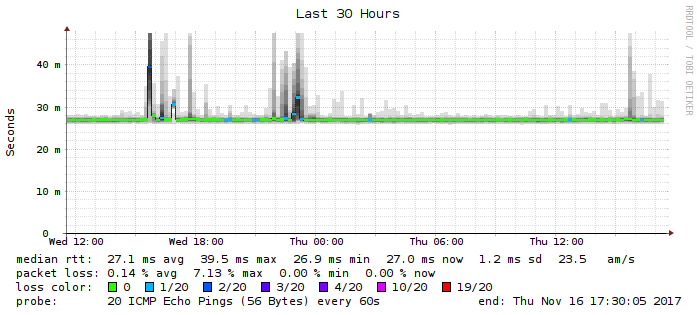 Last 30 Hours
RRDTOOL / TOBI OETIKER
Seconds
40 m
30 m
20 m
10 m
0
Wed 12:00 Wed 18:00 Thu 00:00 Thu 06:00 Thu 12:00
median rtt: 27.1 ms avg 39.5 ms max 26.9 ms min 27.0 ms now 1.2 ms sd 23.5 am/s
packet loss: 0.14 % avg 7.13 % max 0.00 % min 0.00 % now
loss color: 0 1/20 2/20 3/20 4/20 10/20 19/20
probe: 20 ICMP Echo Pings (56 Bytes) every 60s end: Thu Nov 16 17:30:05 2017